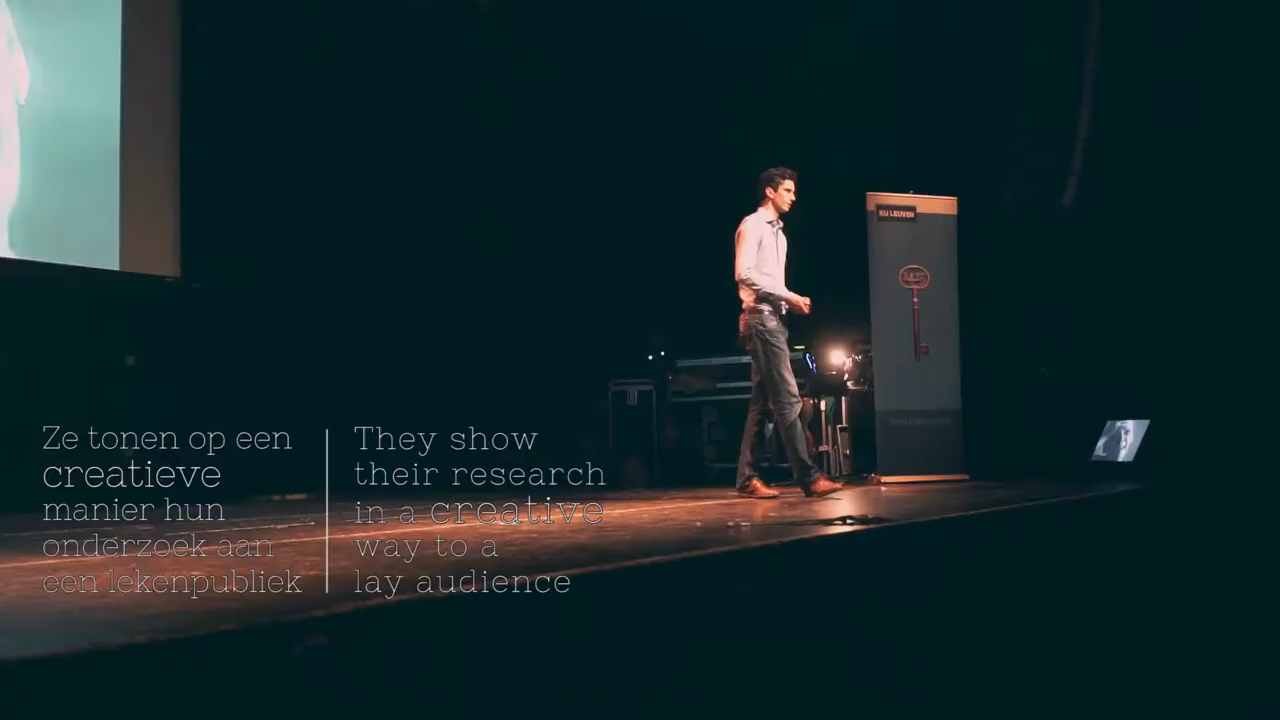 KU LEUVEN
Ze tonen op een
creatieve
manier hun
onderzoek aan
een lekenpubliek
They show
their research
in a creative
way to a
lay audience